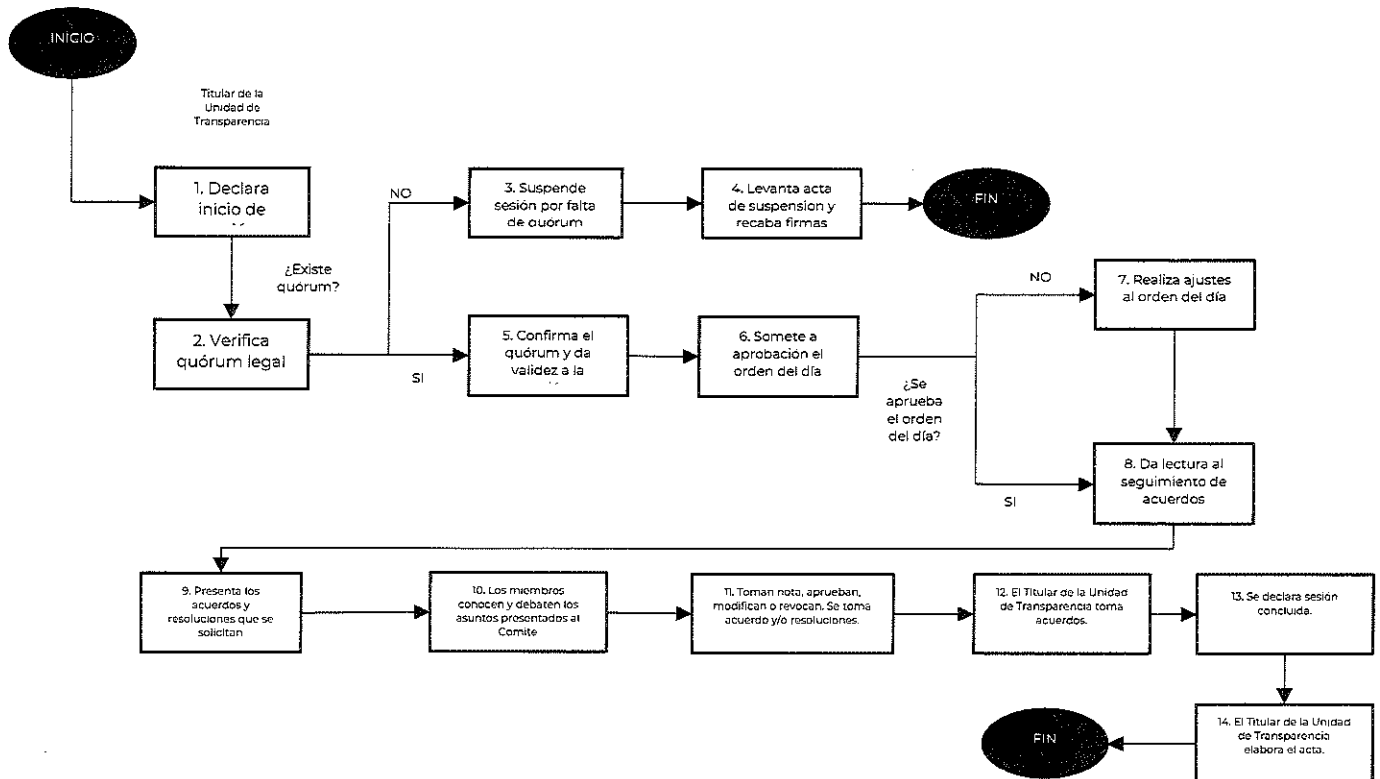 INICIO
Titular de la
Unidad de
Transparencia
1. Declara
inicio de
¿Existe
quórum?
2. Verifica
quórum legal
NO
3. Suspende
sesión por falta
de quórum
4. Levanta acta
de suspension y
recaba firmas
FIN
SI
5. Confirma el
quórum y da
validez a la
6. Somete a
aprobación el
orden del día
¿Se
aprueba
el orden
del día?
NO
7. Realiza ajustes
al orden del día
SI
8. Da lectura al
seguimiento de
acuerdos
9. Presenta los
acuerdos y
resoluciones que se
solicitan
10. Los miembros
conocen y debaten los
asuntos presentados al
Comite
11. Toman nota, aprueban,
modifican o revocan. Se toma
acuerdo y/o resoluciones.
12. El Titular de la Unidad
de Transparencia toma
acuerdos.
13. Se declara sesión
concluida.
14. El Titular de la Unidad
de Transparencia
elabora el acta.
FIN